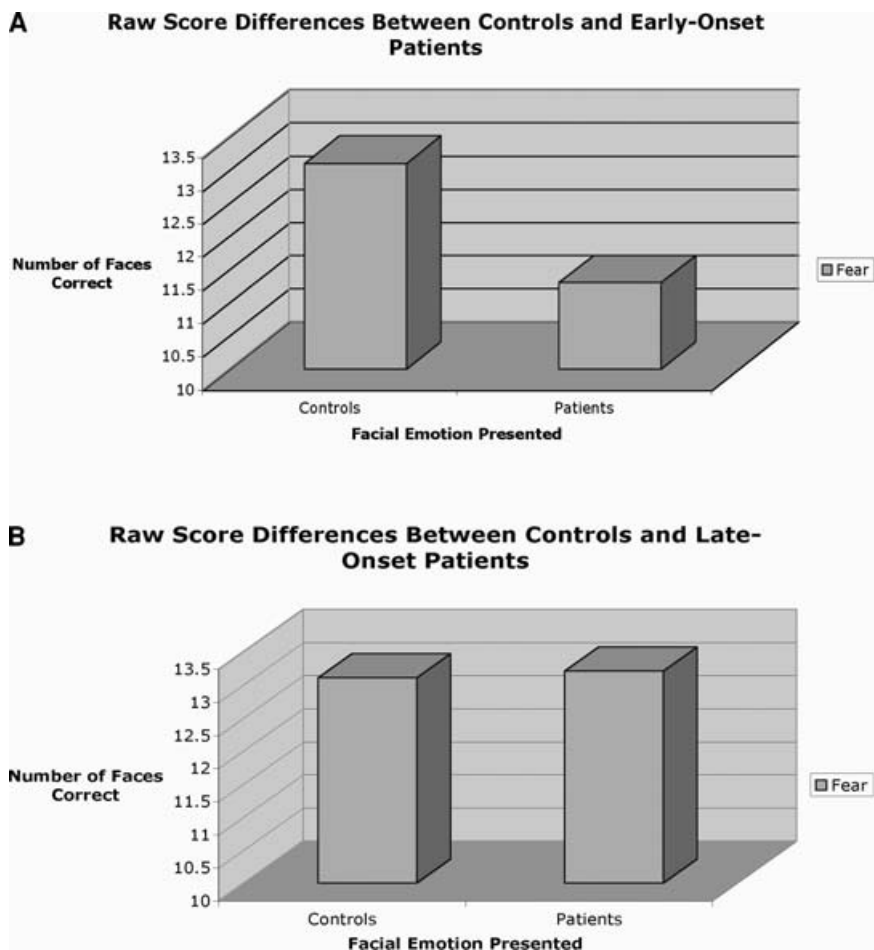 A
Raw Score Differences Between Controls and Early-Onset
Patients
13.5
13
12.5
12
11.5
11
10.5
10
Number of Faces
Correct
Fear
Controls
Patients
Facial Emotion Presented
B
Raw Score Differences Between Controls and Late-
Onset Patients
13.5
13
12.5
12
11.5
11
10.5
10
Number of Faces
Correct
Fear
Controls
Patients
Facial Emotion Presented